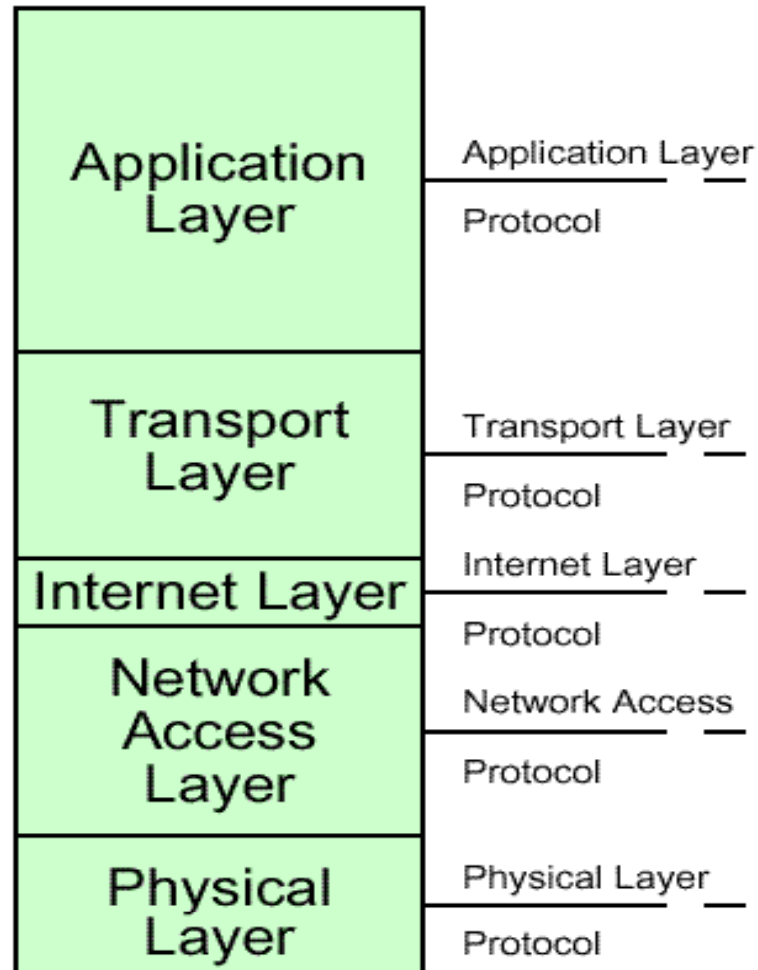 Application
Layer
Application Layer
Protocol
Transport
Layer
Transport Layer
Protocol
Internet Layer
Internet Layer
Protocol
Network
Access
Layer
Network Access
Protocol
Physical
Layer
Physical Layer
Protocol